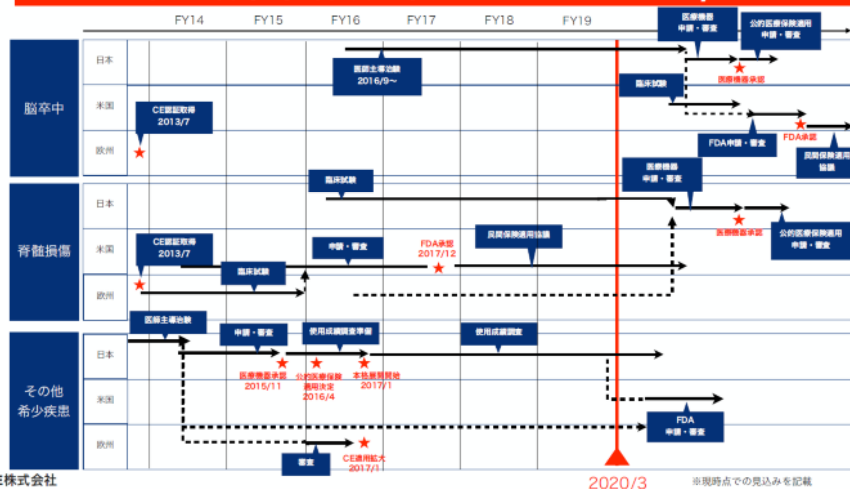 FY14 FY15 FY16 FY17 FY18 FY19
脳卒中
日本
米国
欧州
CE認証取得
2013/7
医師主導治験
2016/9~
医療機器
申請・審査
公的医療保険適用
申請・審査
医療機器承認
臨床試験
FDA申請・審査
FDA承認
民間保険適用
協議
脊髄損傷
日本
米国
欧州
CE認証取得
2013/7
臨床試験
臨床試験
申請・審査
FDA承認
2017/12
民間保険適用協議
医療機器
申請・審査
医療機器承認
公的医療保険適用
申請・審査
その他
希少疾患
日本
米国
欧州
医師主導治験
申請・審査
医療機器承認
2015/11
使用成績調査準備
公的医療保険
適用決定
2016/4
本格展開開始
2017/1
使用成績調査
FDA
申請・審査
審査
CE適用拡大
2017/1
株式会社
2020/3
※現時点での見込みを記載